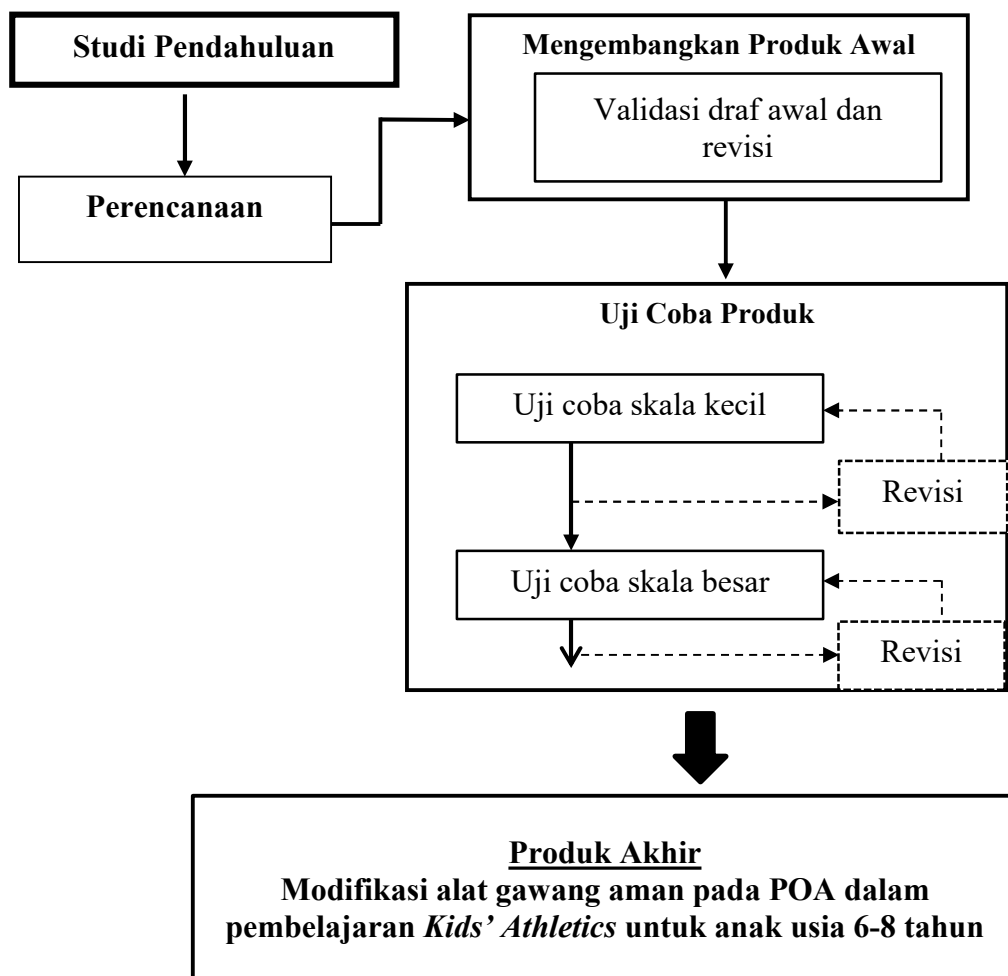 Studi Pendahuluan
Perencanaan
Mengembangkan Produk Awal
Validasi draf awal dan
revisi
Uji Coba Produk
Uji coba skala kecil
Revisi
Uji coba skala besar
Revisi
Produk Akhir
Modifikasi alat gawang aman pada POA dalam
pembelajaran Kids’ Athletics untuk anak usia 6-8 tahun